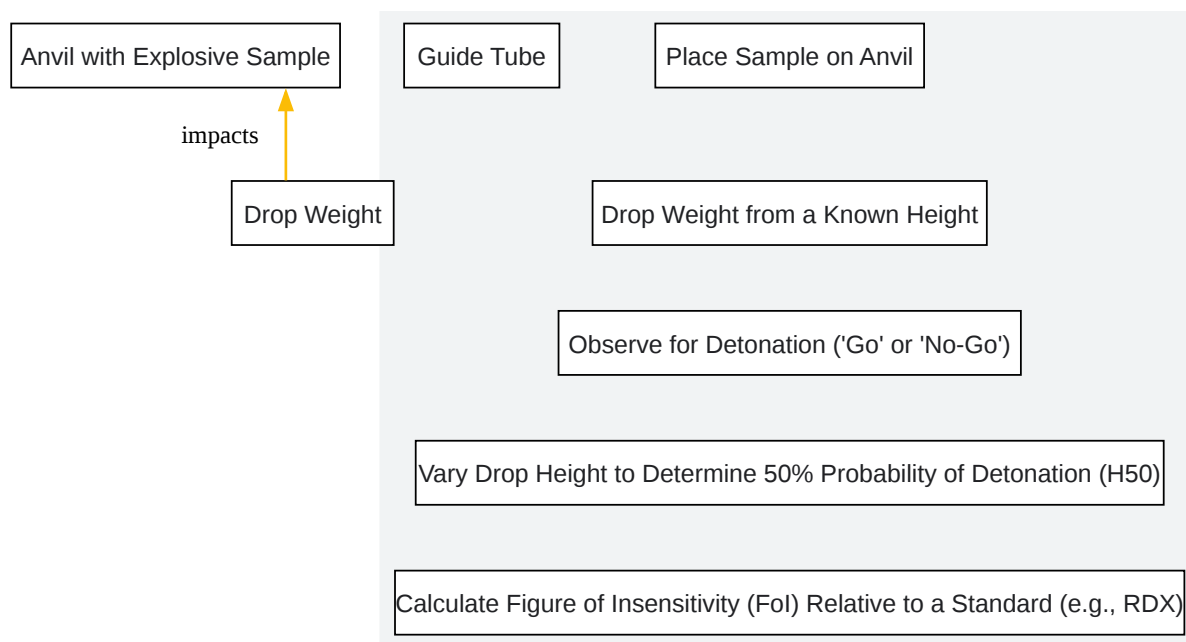 Anvil with Explosive Sample
Guide Tube
Place Sample on Anvil
impacts
Drop Weight
Drop Weight from a Known Height
Observe for Detonation ('Go' or 'No-Go')
Vary Drop Height to Determine 50% Probability of Detonation (H50)
Calculate Figure of Insensitivity (FoI) Relative to a Standard (e.g., RDX)